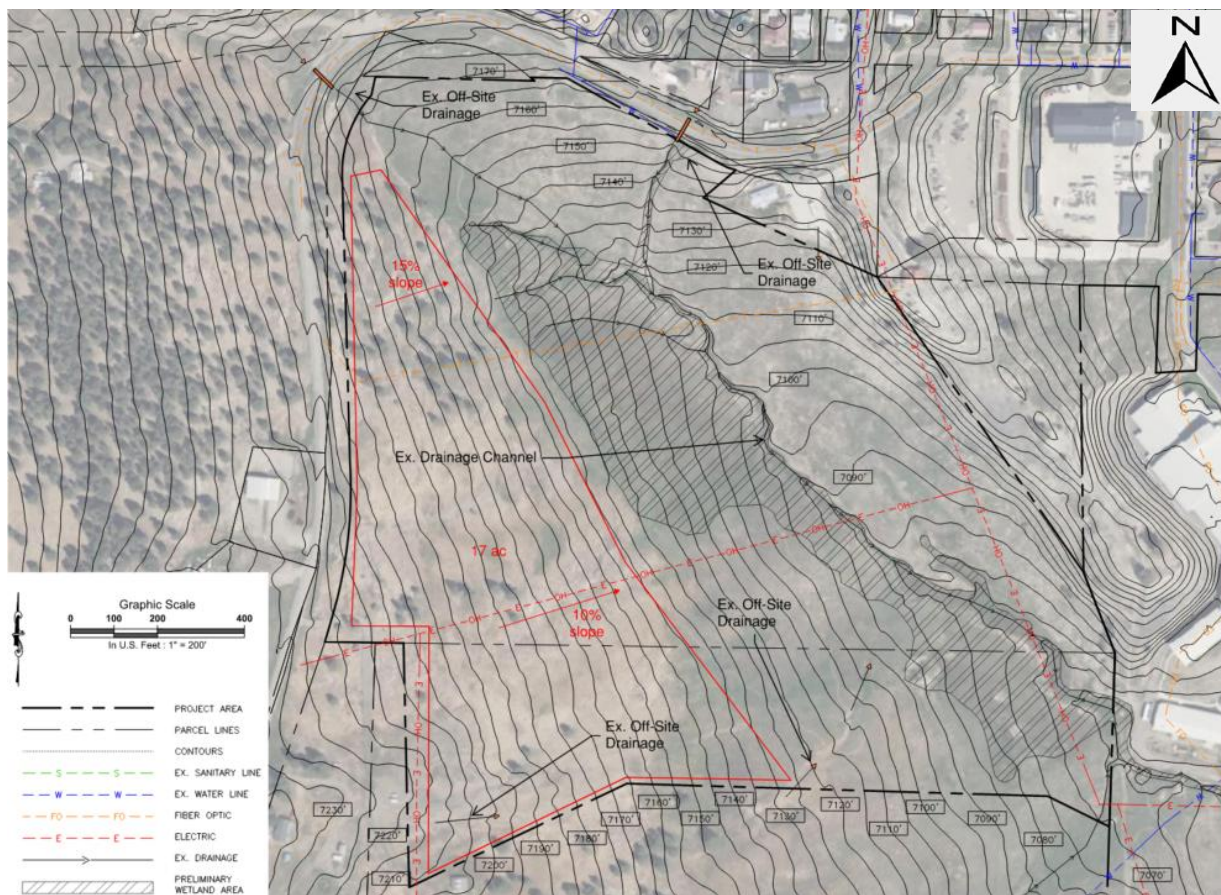 N
7170'
Ex. Off-Site
Drainage
7160'
7150'
7140'
7130'
7120'
Ex. Off-Site
Drainage
15%
slope
7110'
7100'
Ex. Drainage Channel
7090'
17 ac
10%
slope
Ex. Off-Site
Drainage
Ex. Off-Site
Drainage
7230'
7220'
7210'
7200'
7190'
7180'
7170'
7160'
7150'
7140'
7130'
7120'
7110'
7100'
7090'
7080'
7070'
Graphic Scale
0 100 200 400
In U.S. Feet : 1" = 200'
PROJECT AREA
PARCEL LINES
CONTOURS
S S EX. SANITARY LINE
W W EX. WATER LINE
FO FO FIBER OPTIC
E E ELECTRIC
EX. DRAINAGE
PRELIMINARY
WETLAND AREA